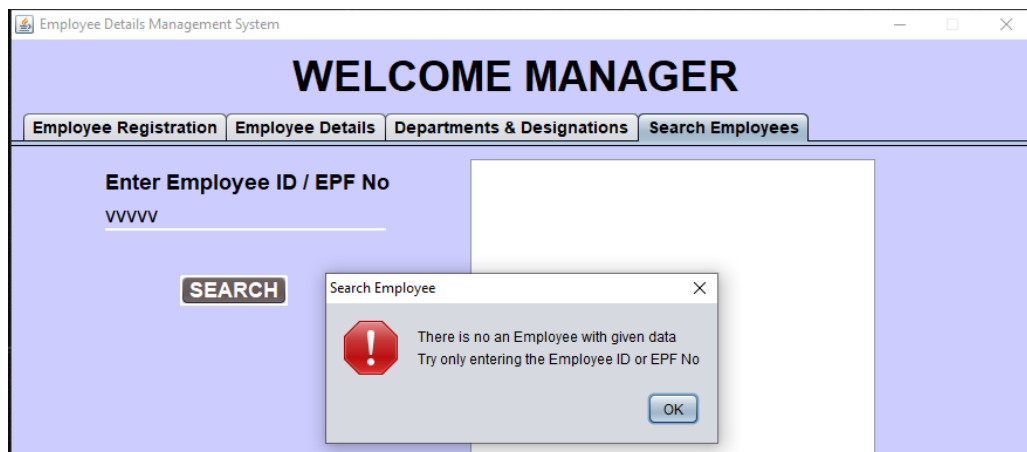 Employee Details Management System
WELCOME MANAGER
Employee Registration Employee Details Departments & Designations Search Employees
Enter Employee ID / EPF No
vvvvv
SEARCH
Search Employee
There is no an Employee with given data
Try only entering the Employee ID or EPF No
OK